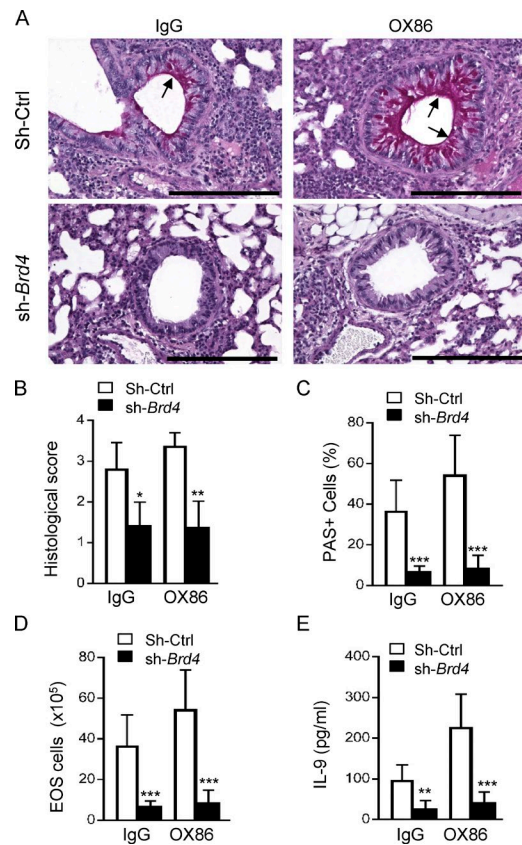 A
IgG
OX86
Sh-Ctrl
sh-Brd4
B
Sh-Ctrl
sh-Brd4
Histological score
4
3
2
1
0
*
**
IgG
OX86
C
Sh-Ctrl
sh-Brd4
PAS+ Cells (%)
80
60
40
20
0
***
***
IgG
OX86
D
Sh-Ctrl
sh-Brd4
EOS cells (x10⁵)
80
60
40
20
0
***
***
IgG
OX86
E
Sh-Ctrl
sh-Brd4
IL-9 (pg/ml)
400
300
200
100
0
**
***
IgG
OX86